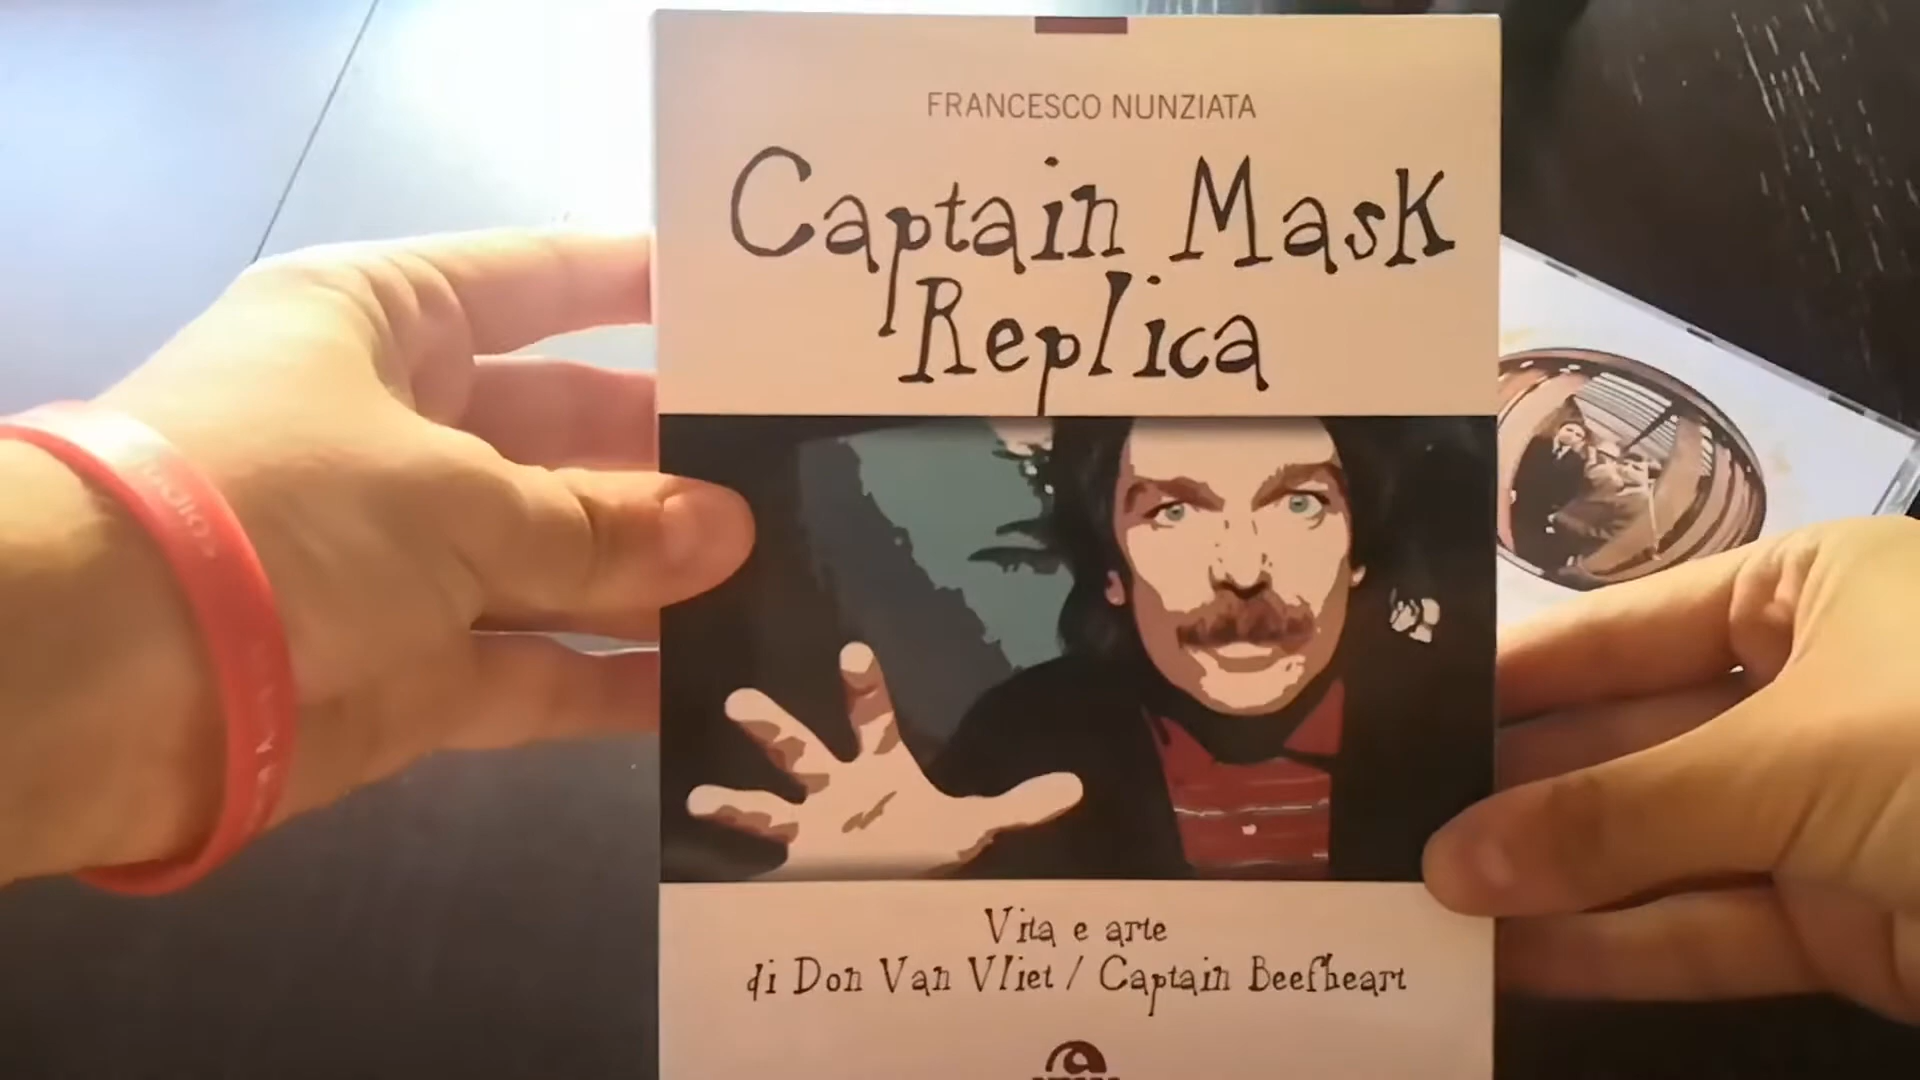 FRANCESCO NUNZIATA
Captain Mask
Replica
Vita e arte
di Don Van Vliet / Captain Beefheart